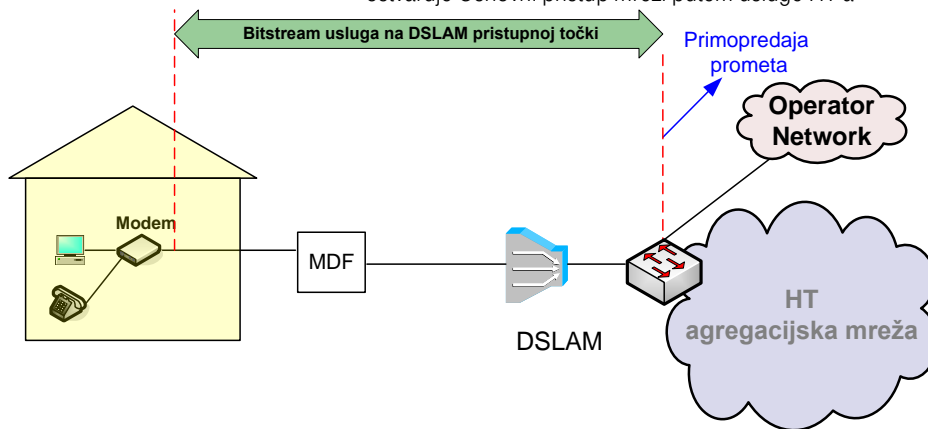 Bitstream usluga na DSLAM pristupnoj točki
Primopredaja
prometa
Operator
Network
Modem
MDF
DSLAM
HT
agregacijska mreža